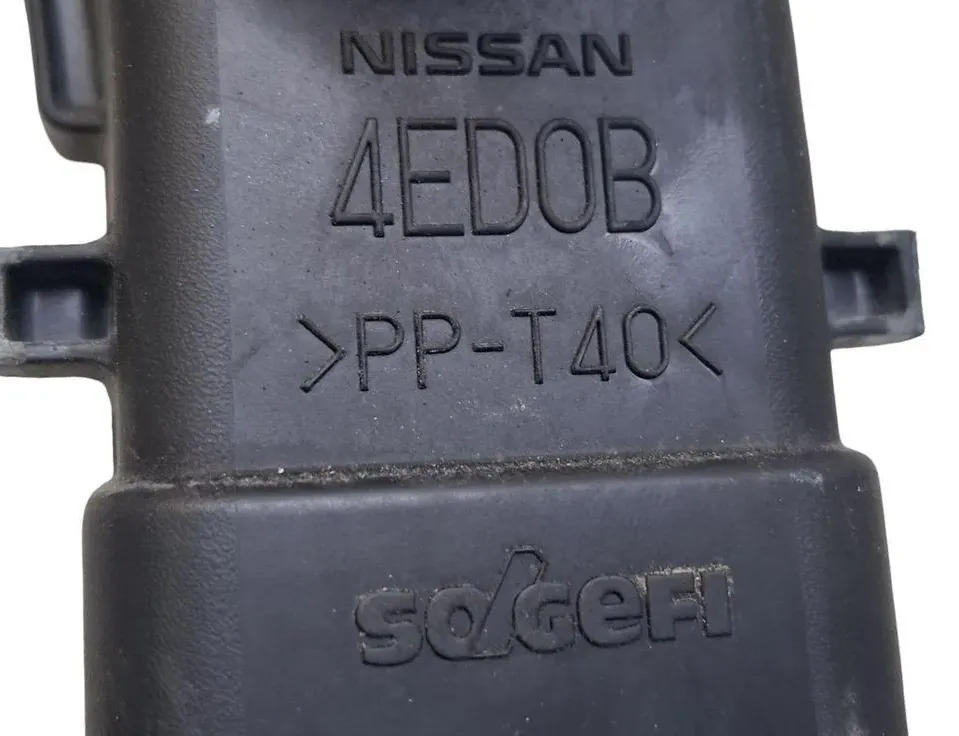 NISSAN
4ED0B
>PP-T40<
SOGEFI